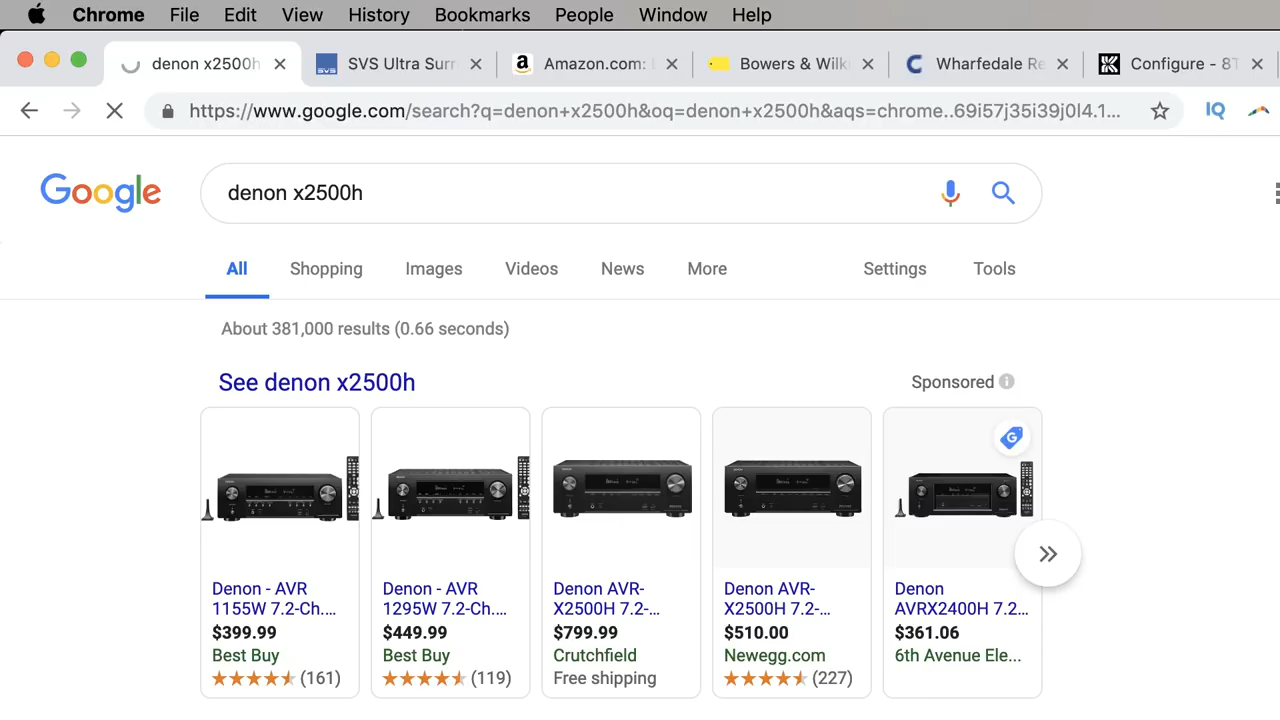 Chrome File Edit View History Bookmarks People Window Help
denon x2500h SVS Ultra Surr Amazon.com: Bowers & Wilk Wharfedale Re Configure - 8T
https://www.google.com/search?q=denon+x2500h&oq=denon+x2500h&aqs=chrome..69i57j35i39j0l4.1... IQ
Google denon x2500h
All Shopping Images Videos News More Settings Tools
About 381,000 results (0.66 seconds)
See denon x2500h Sponsored
Denon - AVR
1155W 7.2-Ch....
$399.99
Best Buy
(161)
Denon - AVR
1295W 7.2-Ch....
$449.99
Best Buy
(119)
Denon AVR-
X2500H 7.2-...
$799.99
Crutchfield
Free shipping
Denon AVR-
X2500H 7.2-...
$510.00
Newegg.com
(227)
Denon
AVRX2400H 7.2...
$361.06
6th Avenue Ele...